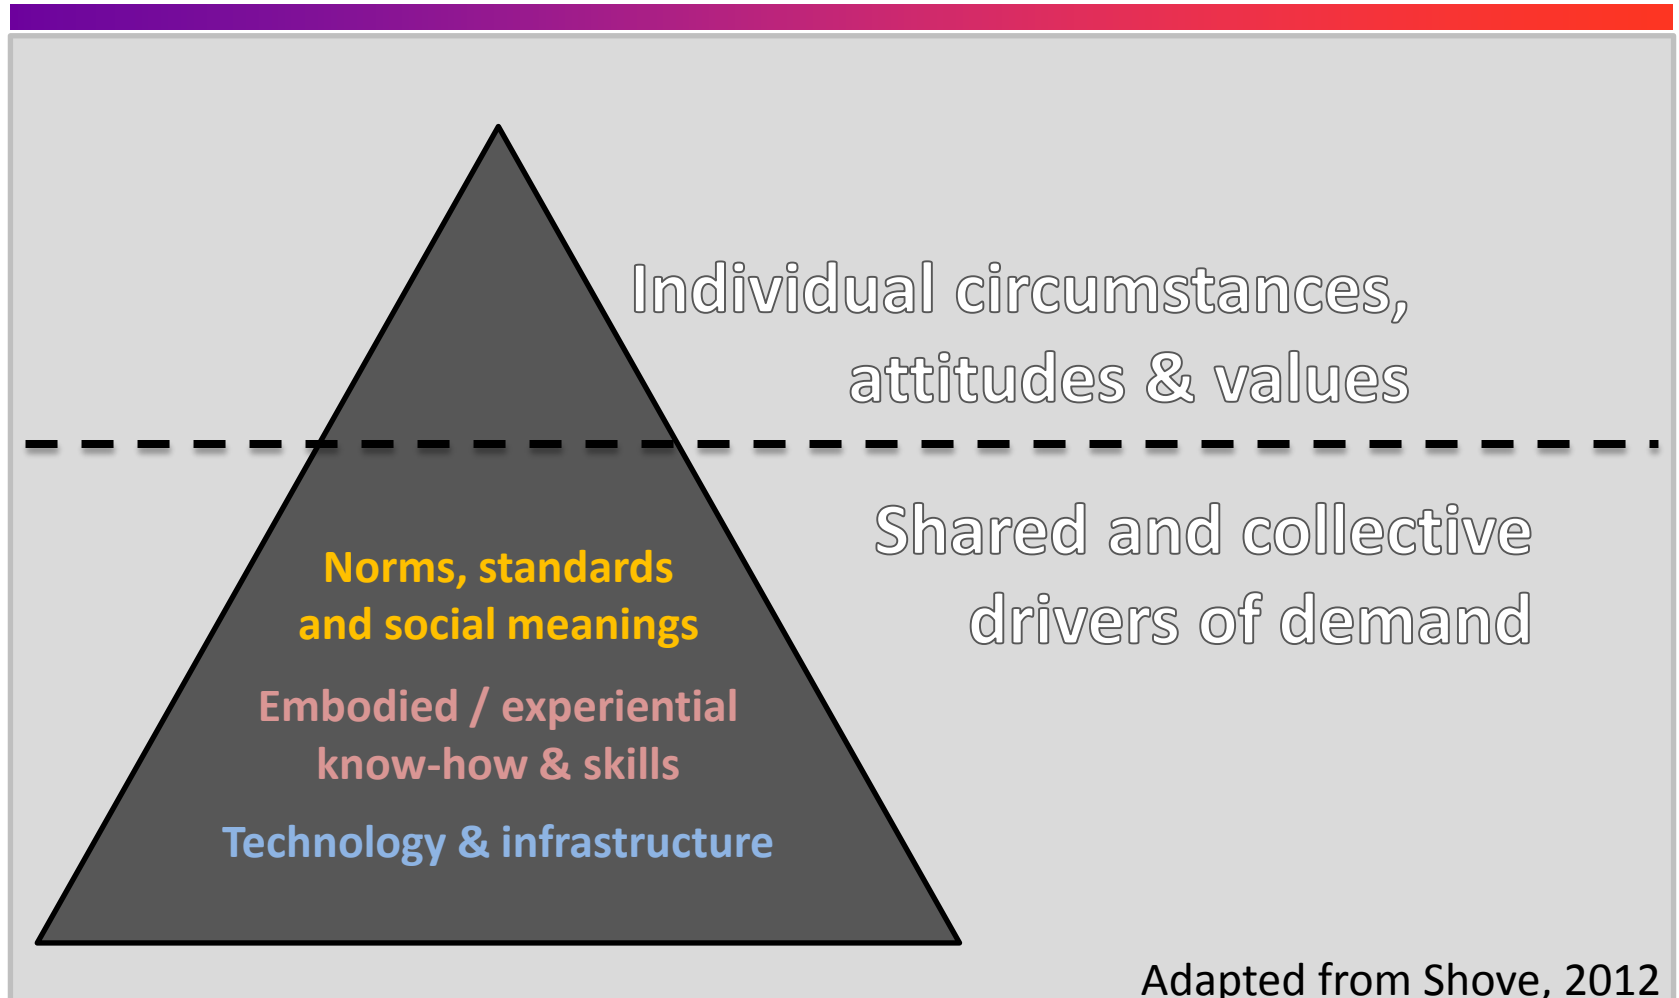 Individual circumstances,
attitudes & values
Shared and collective
drivers of demand
Norms, standards
and social meanings
Embodied / experiential
know-how & skills
Technology & infrastructure
Adapted from Shove, 2012